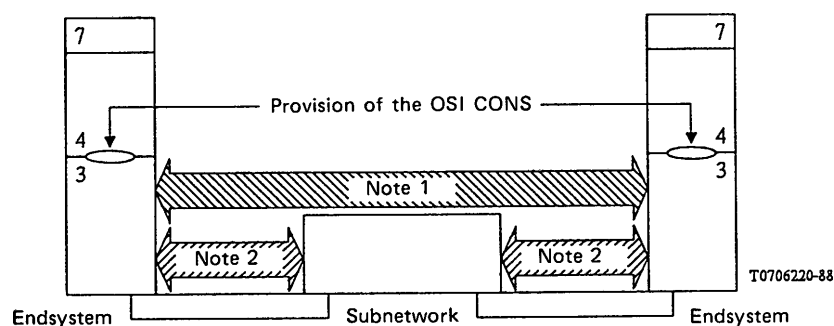 7
7
Provision of the OSI CONS
4
4
3
3
Note 1
Note 2
Note 2
T0706220-88
Endsystem
Subnetwork
Endsystem